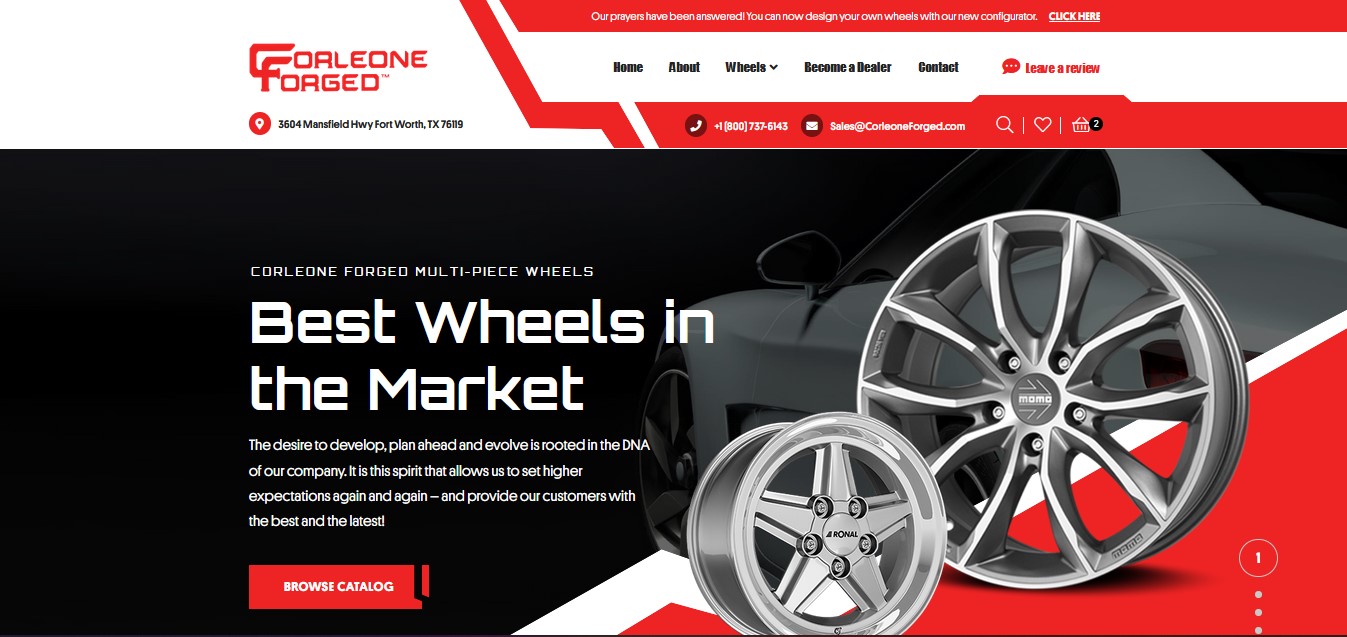 Our prayers have been answered! You can now design your own wheels with our new configurator. CLICK HERE
CORLEONE
FORGED™
Home About Wheels Become a Dealer Contact Leave a review
3604 Mansfield Hwy Fort Worth, TX 76119
+1 (800) 737-6143 Sales@CorleoneForged.com 2
CORLEONE FORGED MULTI-PIECE WHEELS
Best Wheels in
the Market
The desire to develop, plan ahead and evolve is rooted in the DNA
of our company. It is this spirit that allows us to set higher
expectations again and again – and provide our customers with
the best and the latest!
BROWSE CATALOG
momo
RONAL
momo
1